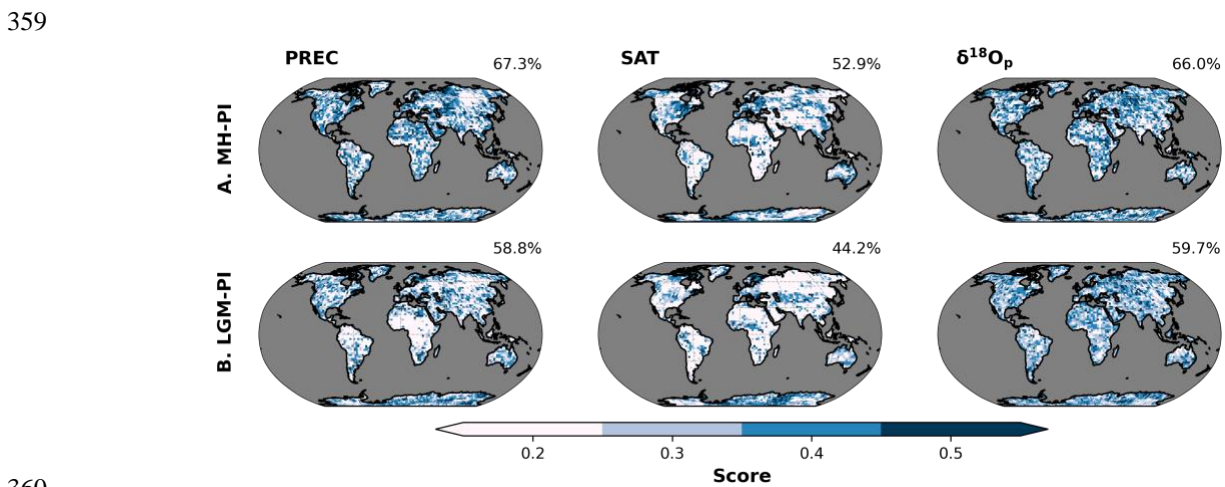 359
PREC 67.3% SAT 52.9% δ¹⁸Oₚ 66.0%
A. MH-PI
58.8% 44.2% 59.7%
B. LGM-PI
0.2 0.3 0.4 0.5
Score
360